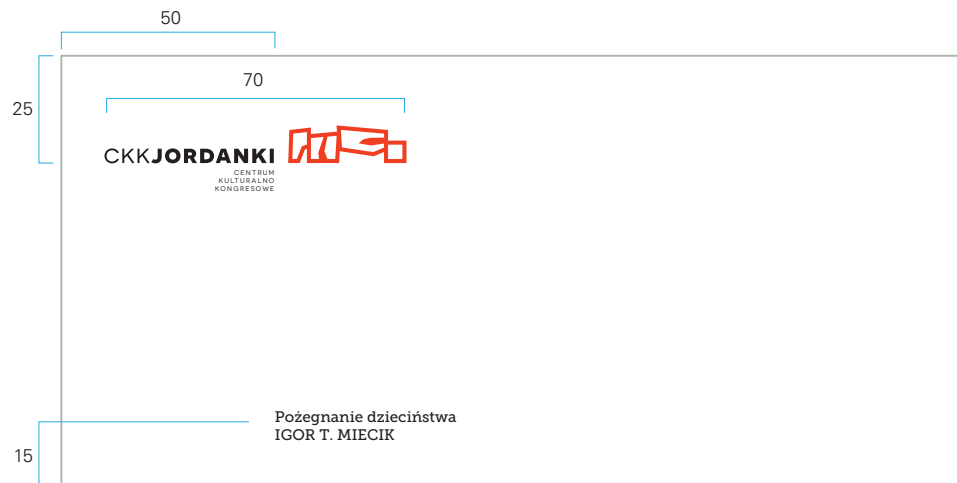 50
70
25
CKKJORDANKI
CENTRUM
KULTURALNO
KONGRESOWE
Pożegnanie dzieciństwa
IGOR T. MIECIK
15